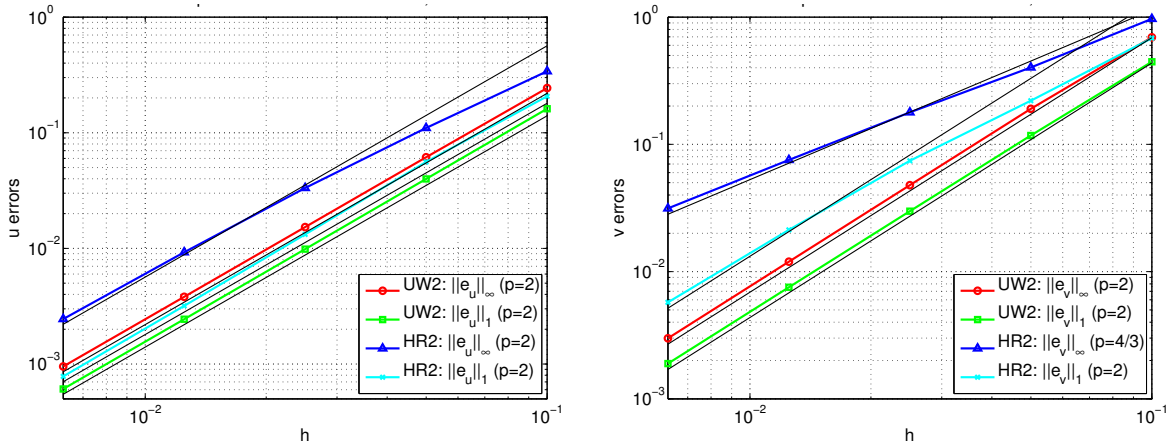 10^0
10^-1
10^-2
10^-3
10^-2
10^-1
u errors
h
UW2: ||e_u||_∞ (p=2)
UW2: ||e_u||_1 (p=2)
HR2: ||e_u||_∞ (p=2)
HR2: ||e_u||_1 (p=2)
10^0
10^-1
10^-2
10^-3
10^-2
10^-1
v errors
h
UW2: ||e_v||_∞ (p=2)
UW2: ||e_v||_1 (p=2)
HR2: ||e_v||_∞ (p=4/3)
HR2: ||e_v||_1 (p=2)